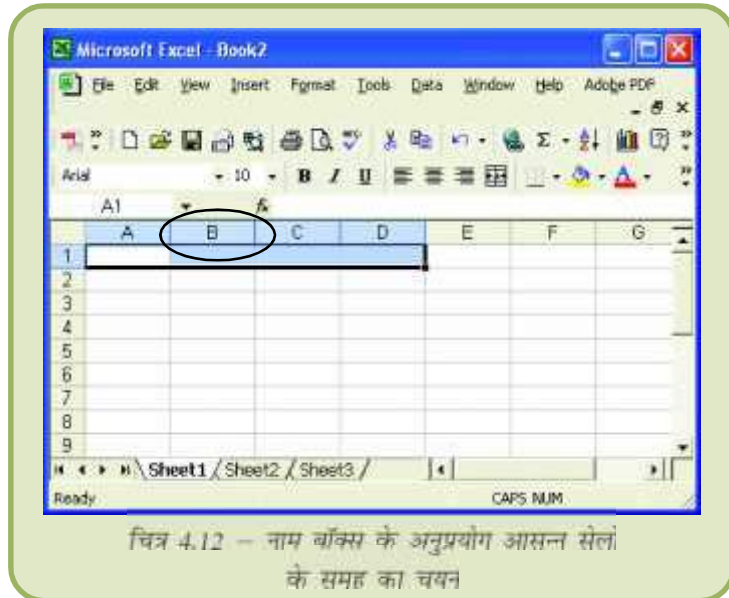 Microsoft Excel - Book2
File Edit View Insert Format Tools Data Window Help Adobe PDF
Arial 10 B I U
A1 fx
A B C D E F G
1
2
3
4
5
6
7
8
9
Sheet1 / Sheet2 / Sheet3 /
Ready CAPS NUM
चित्र 4.12 – नाम बॉक्स के अनुप्रयोग आसन्न सेलों
के समूह का चयन